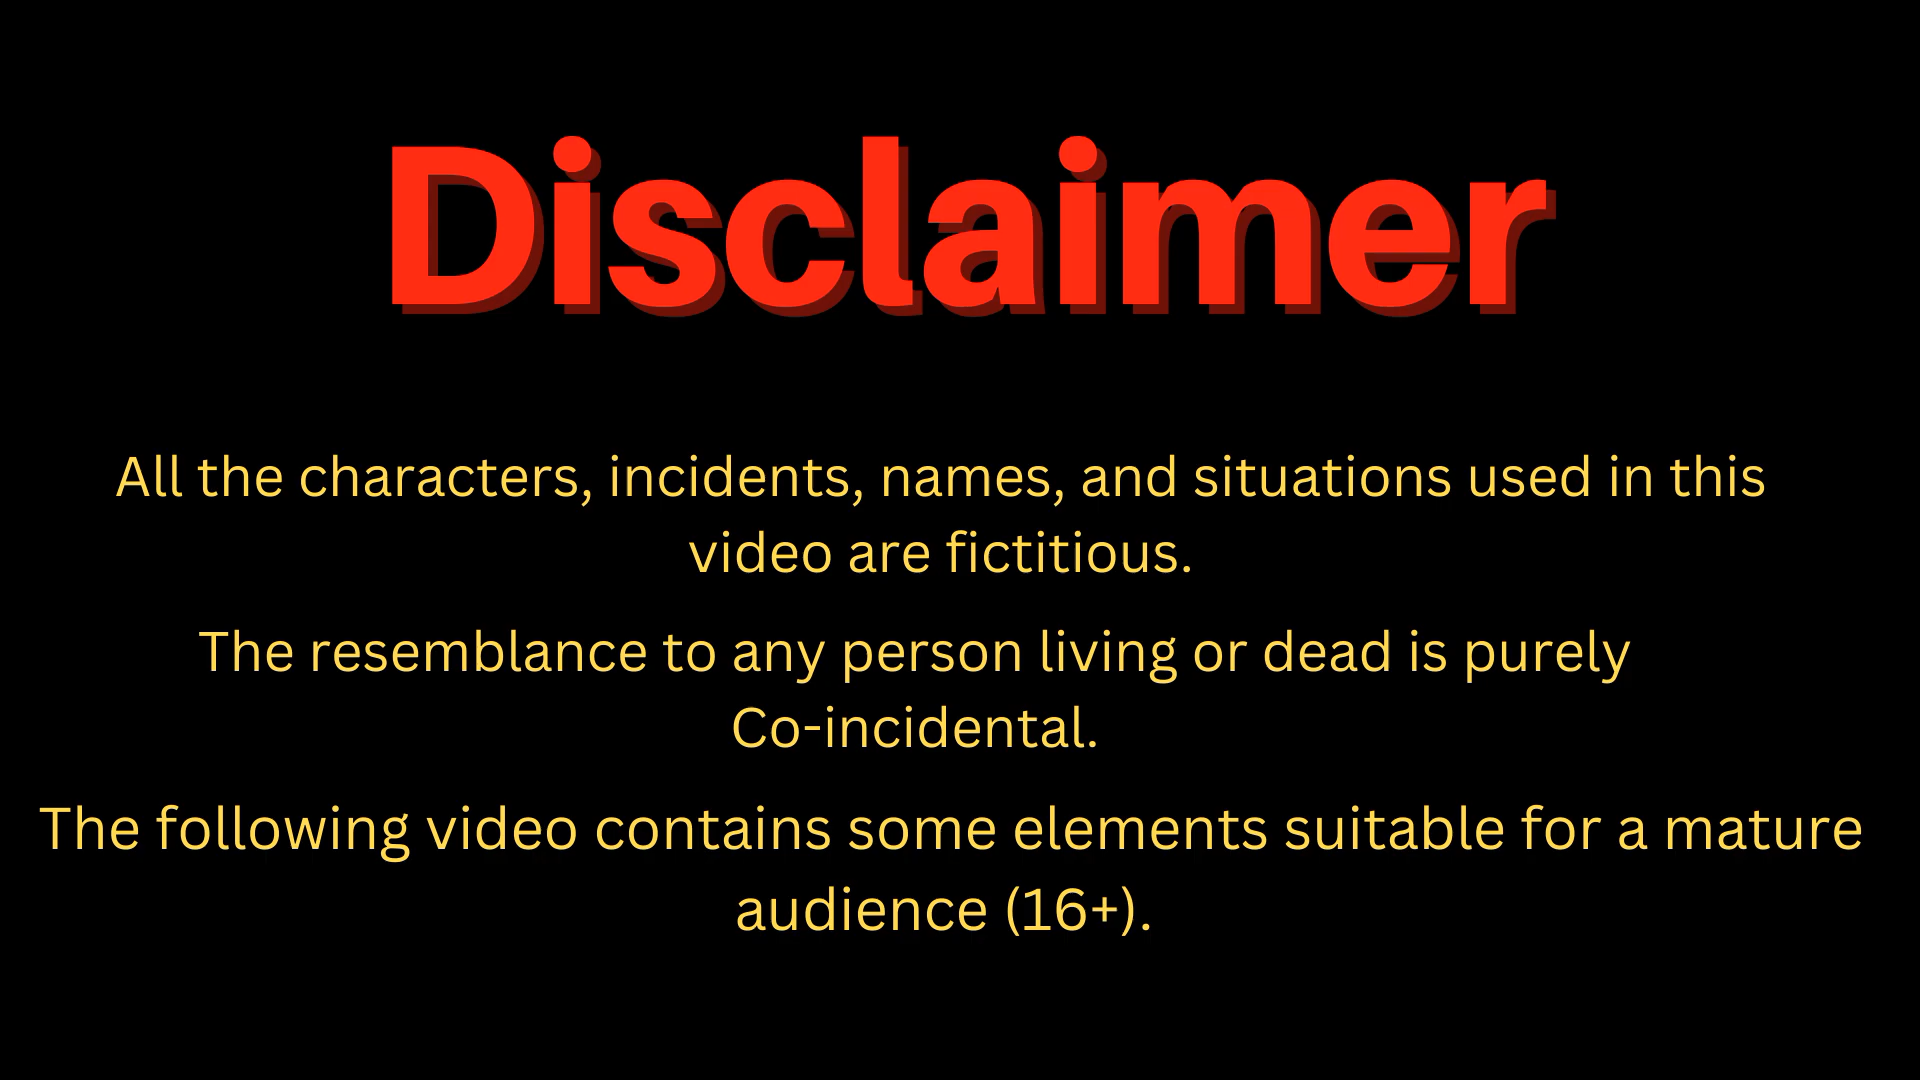 Disclaimer
All the characters, incidents, names, and situations used in this
video are fictitious.
The resemblance to any person living or dead is purely
Co-incidental.
The following video contains some elements suitable for a mature
audience (16+).